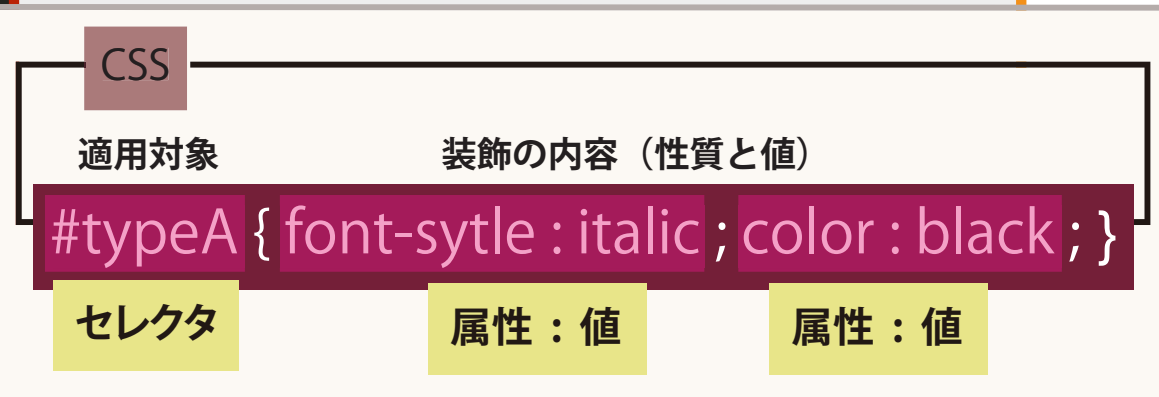 CSS
適用対象 装飾の内容（性質と値）
#typeA { font-sytle : italic ; color : black ; }
セレクタ 属性：値 属性：値